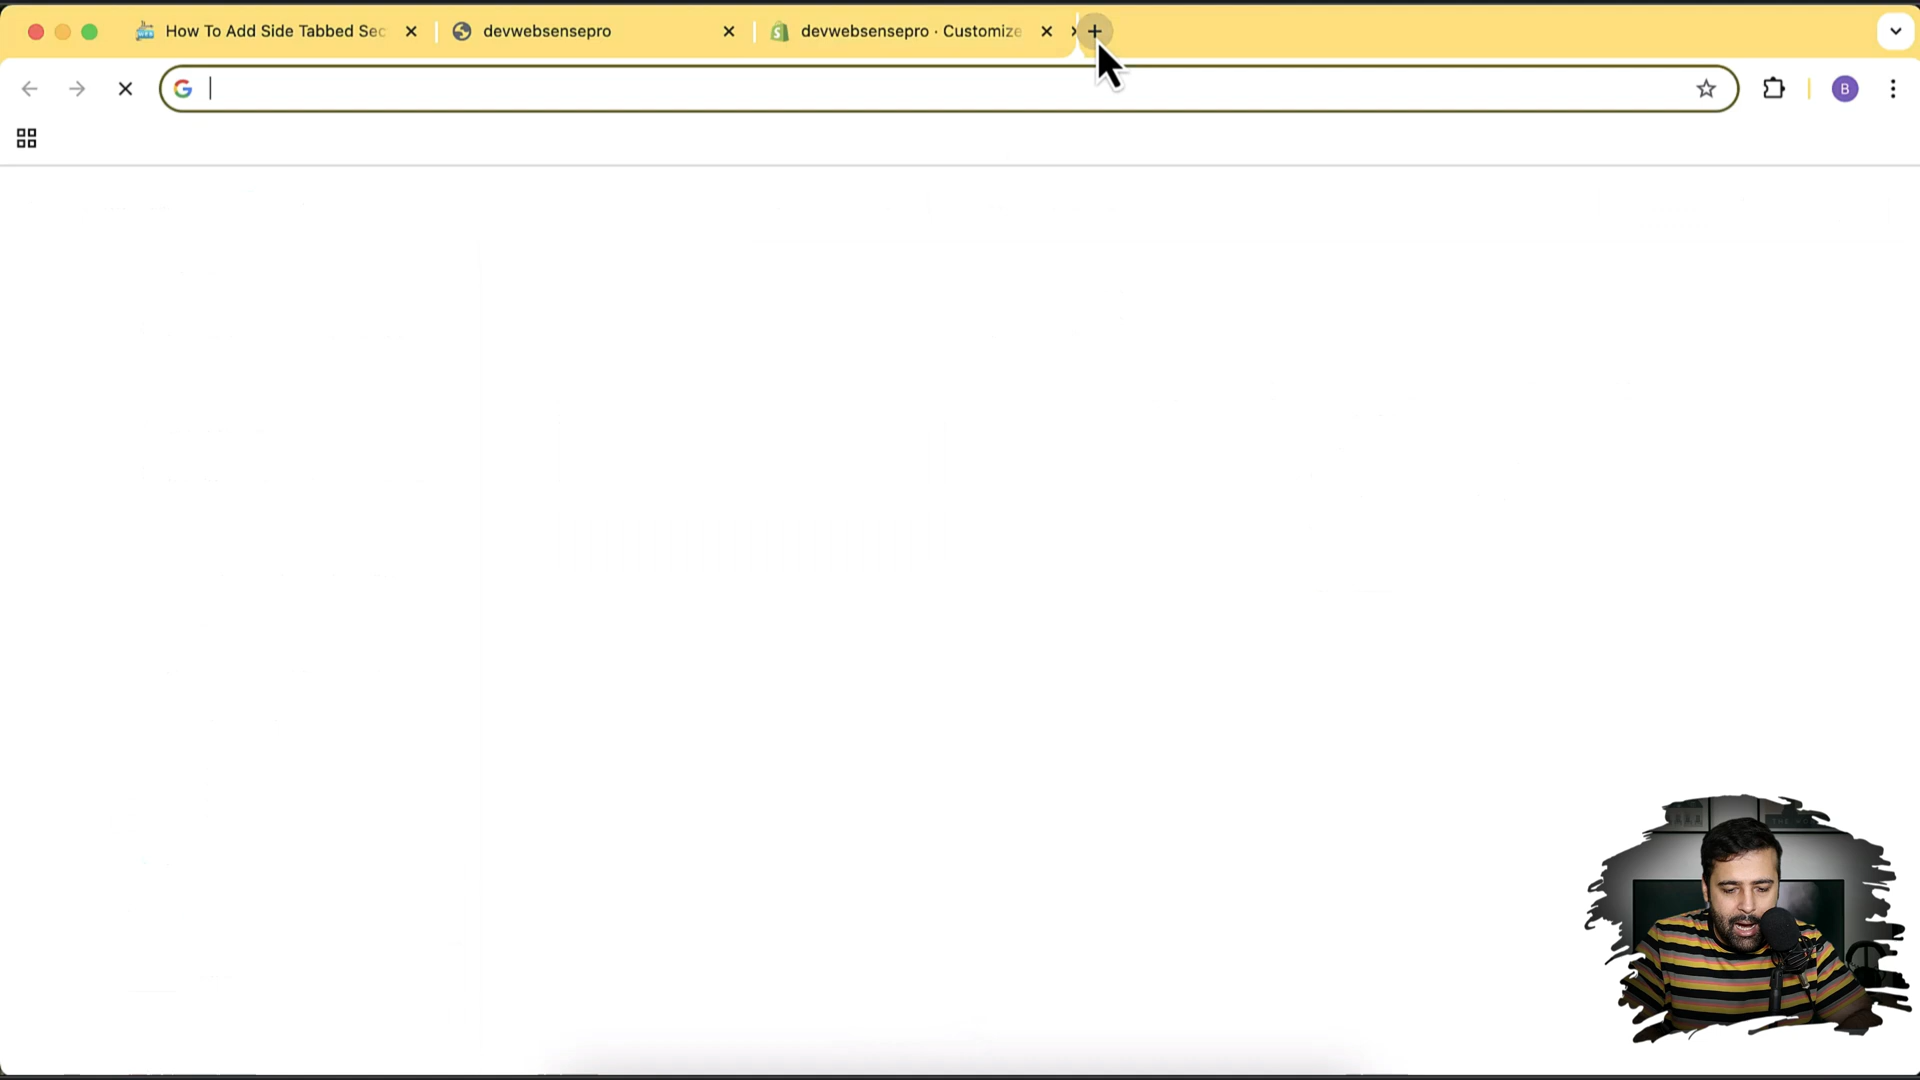 How To Add Side Tabbed Sec
devwebsensepro
devwebsensepro · Customize
B